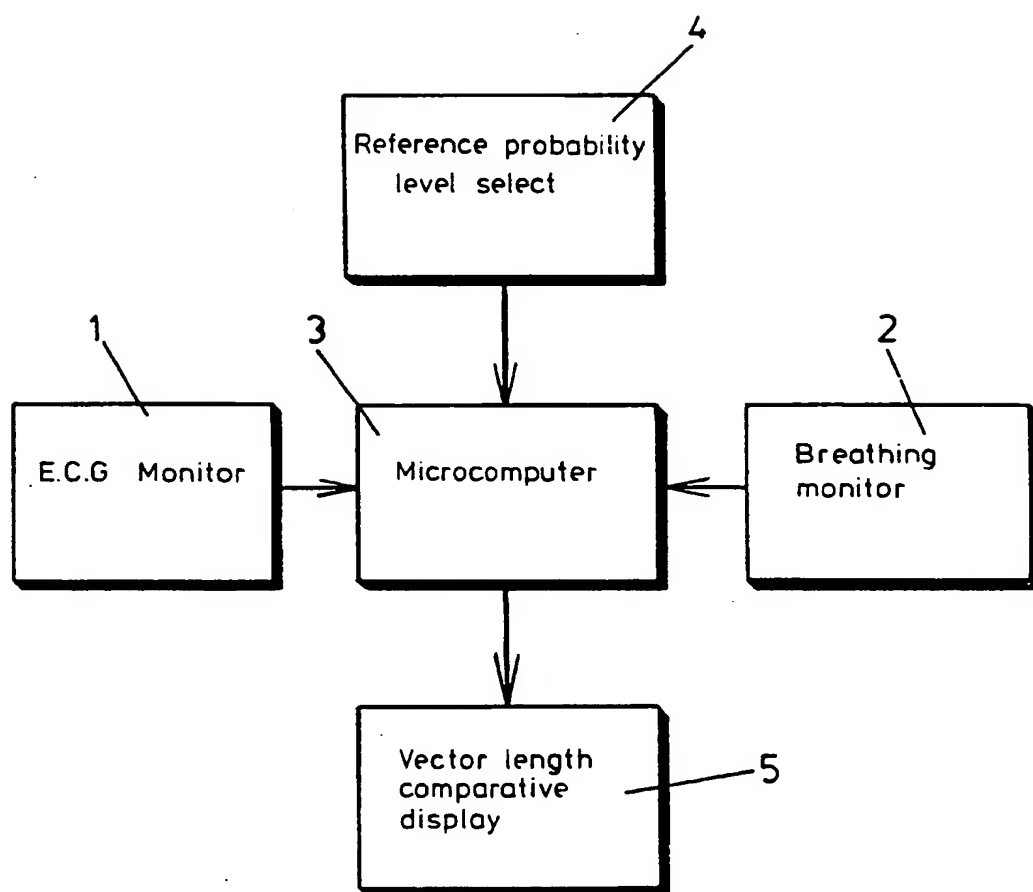 4
Reference probability
level select
1
3
2
E.C.G Monitor
Microcomputer
Breathing
monitor
Vector length
comparative
display
5